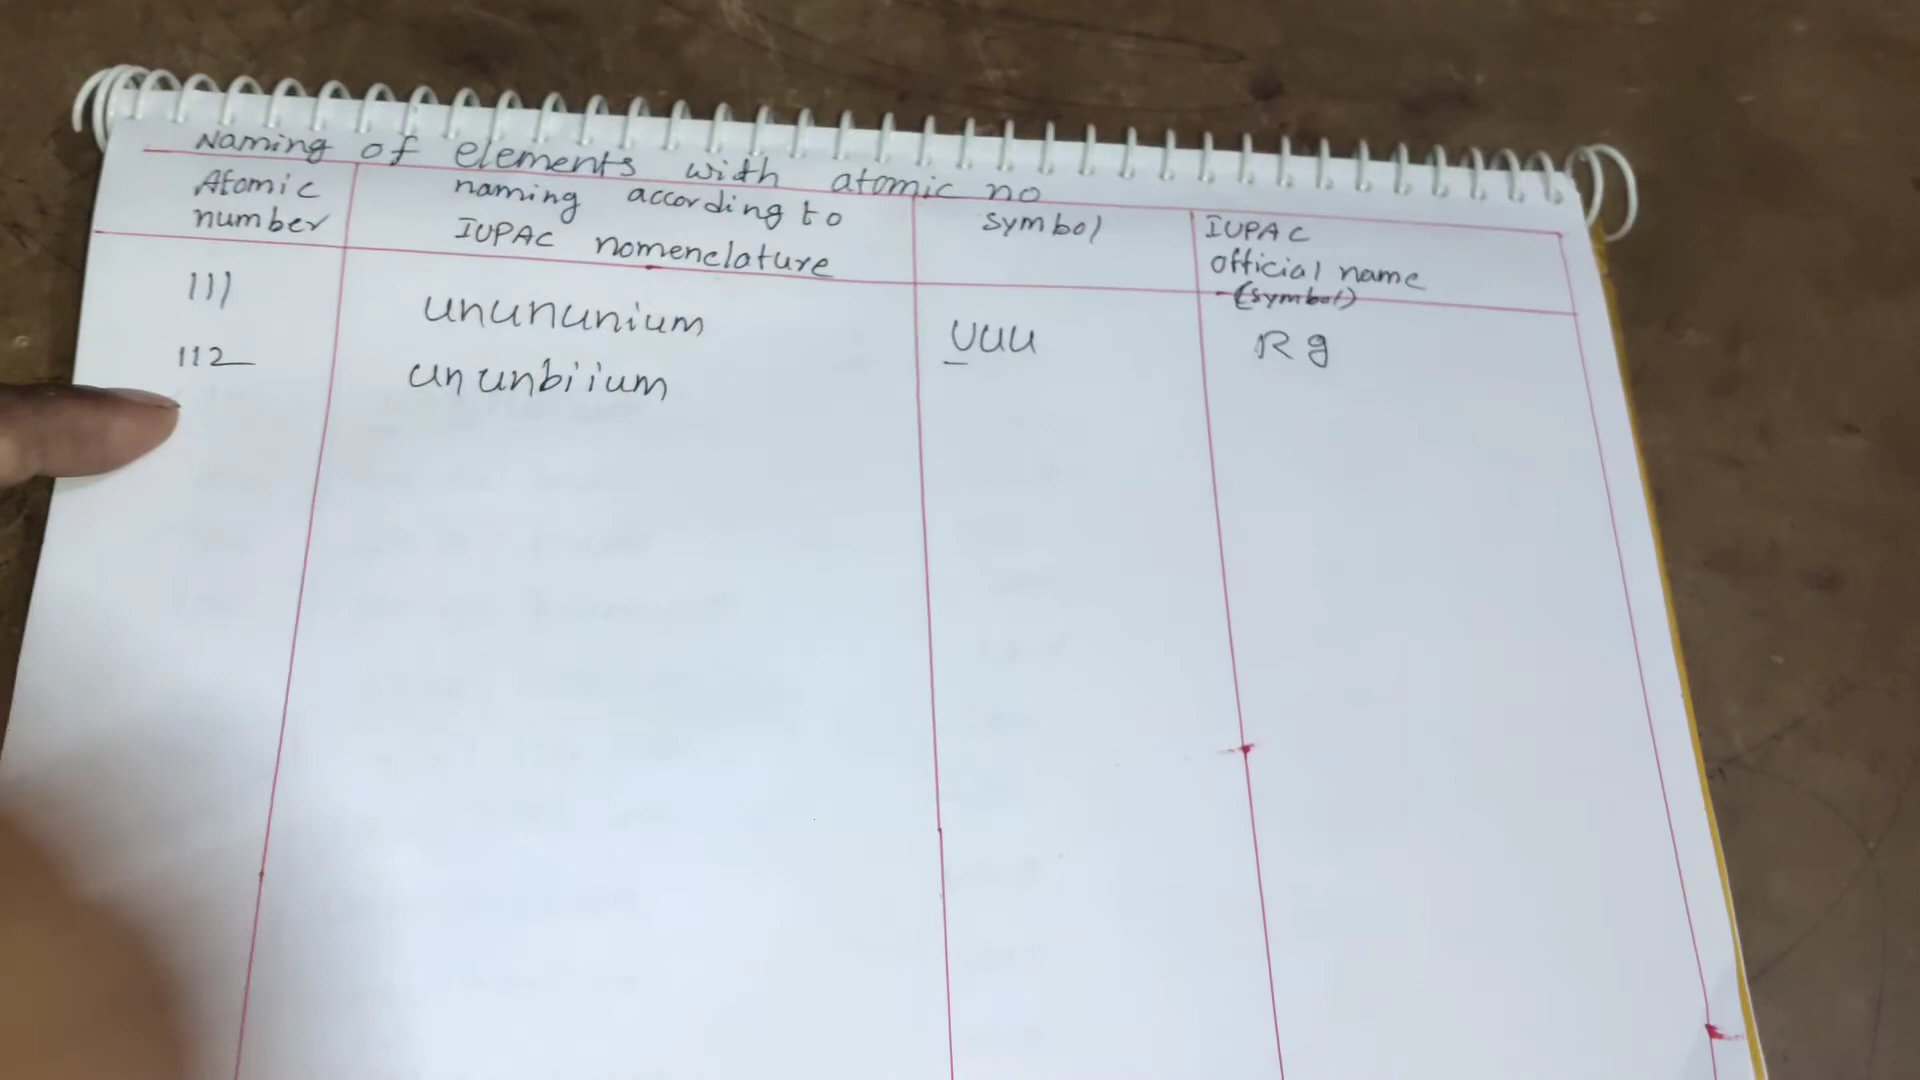 Naming of elements with atomic no
Atomic
number
naming according to
IUPAC nomenclature
symbol
IUPAC
official name
(symbol)
111
unununium
Uuu
Rg
112
ununbiium